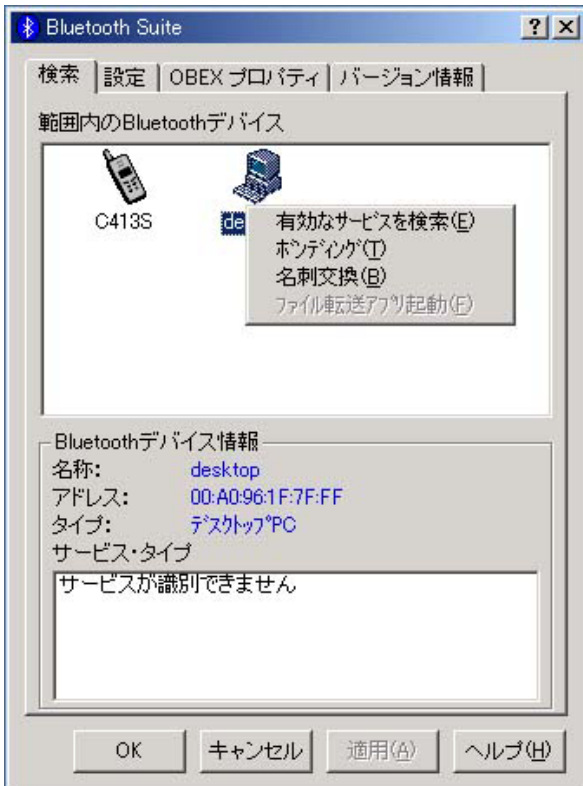 Bluetooth Suite
検索 設定 OBEX プロパティ バージョン情報
範囲内のBluetoothデバイス
C413S
de
有効なサービスを検索(E)
ボンディング(T)
名刺交換(B)
ファイル転送アプリ起動(F)
Bluetoothデバイス情報
名称: desktop
アドレス: 00:A0:96:1F:7F:FF
タイプ: デスクトップPC
サービス・タイプ
サービスが識別できません
OK キャンセル 適用(A) ヘルプ(H)